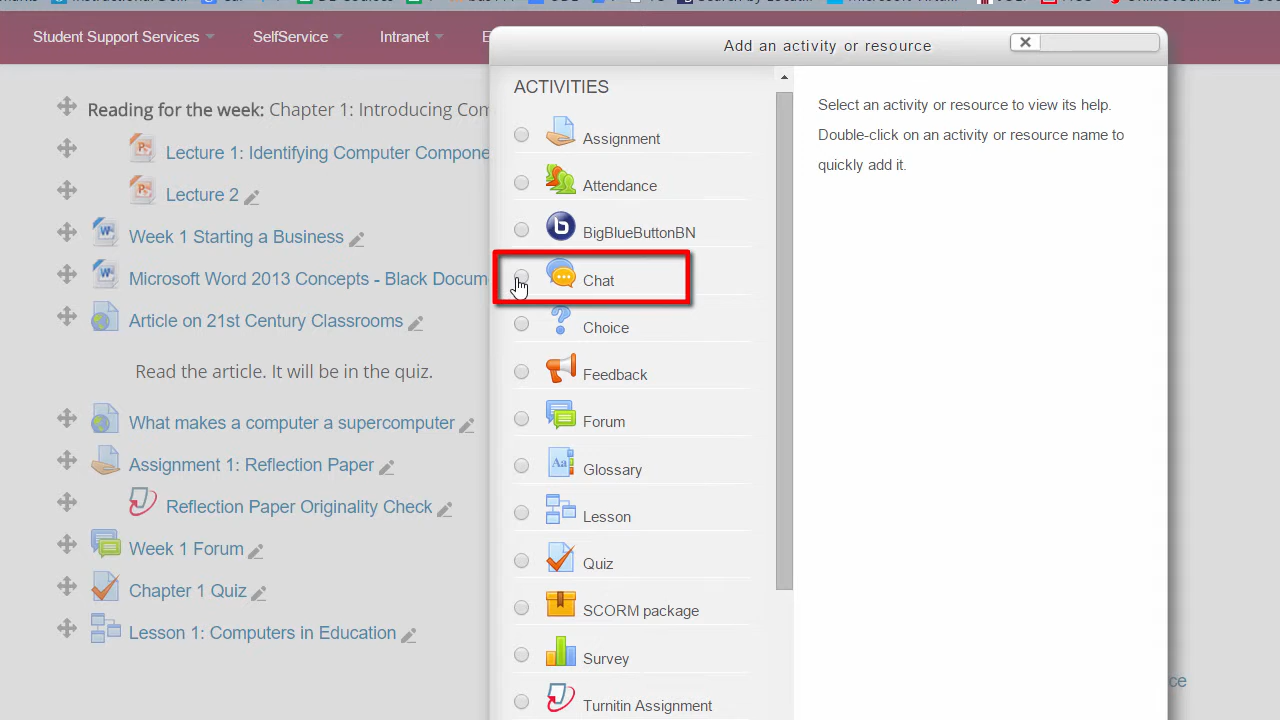 Student Support Services
SelfService
Intranet
Add an activity or resource
Reading for the week: Chapter 1: Introducing Com
Lecture 1: Identifying Computer Compone
Lecture 2
Week 1 Starting a Business
Microsoft Word 2013 Concepts - Black Docum
Article on 21st Century Classrooms
Read the article. It will be in the quiz.
What makes a computer a supercomputer
Assignment 1: Reflection Paper
Reflection Paper Originality Check
Week 1 Forum
Chapter 1 Quiz
Lesson 1: Computers in Education
ACTIVITIES
Assignment
Attendance
BigBlueButtonBN
Chat
Choice
Feedback
Forum
Glossary
Lesson
Quiz
SCORM package
Survey
Turnitin Assignment
Select an activity or resource to view its help.
Double-click on an activity or resource name to
quickly add it.
ce